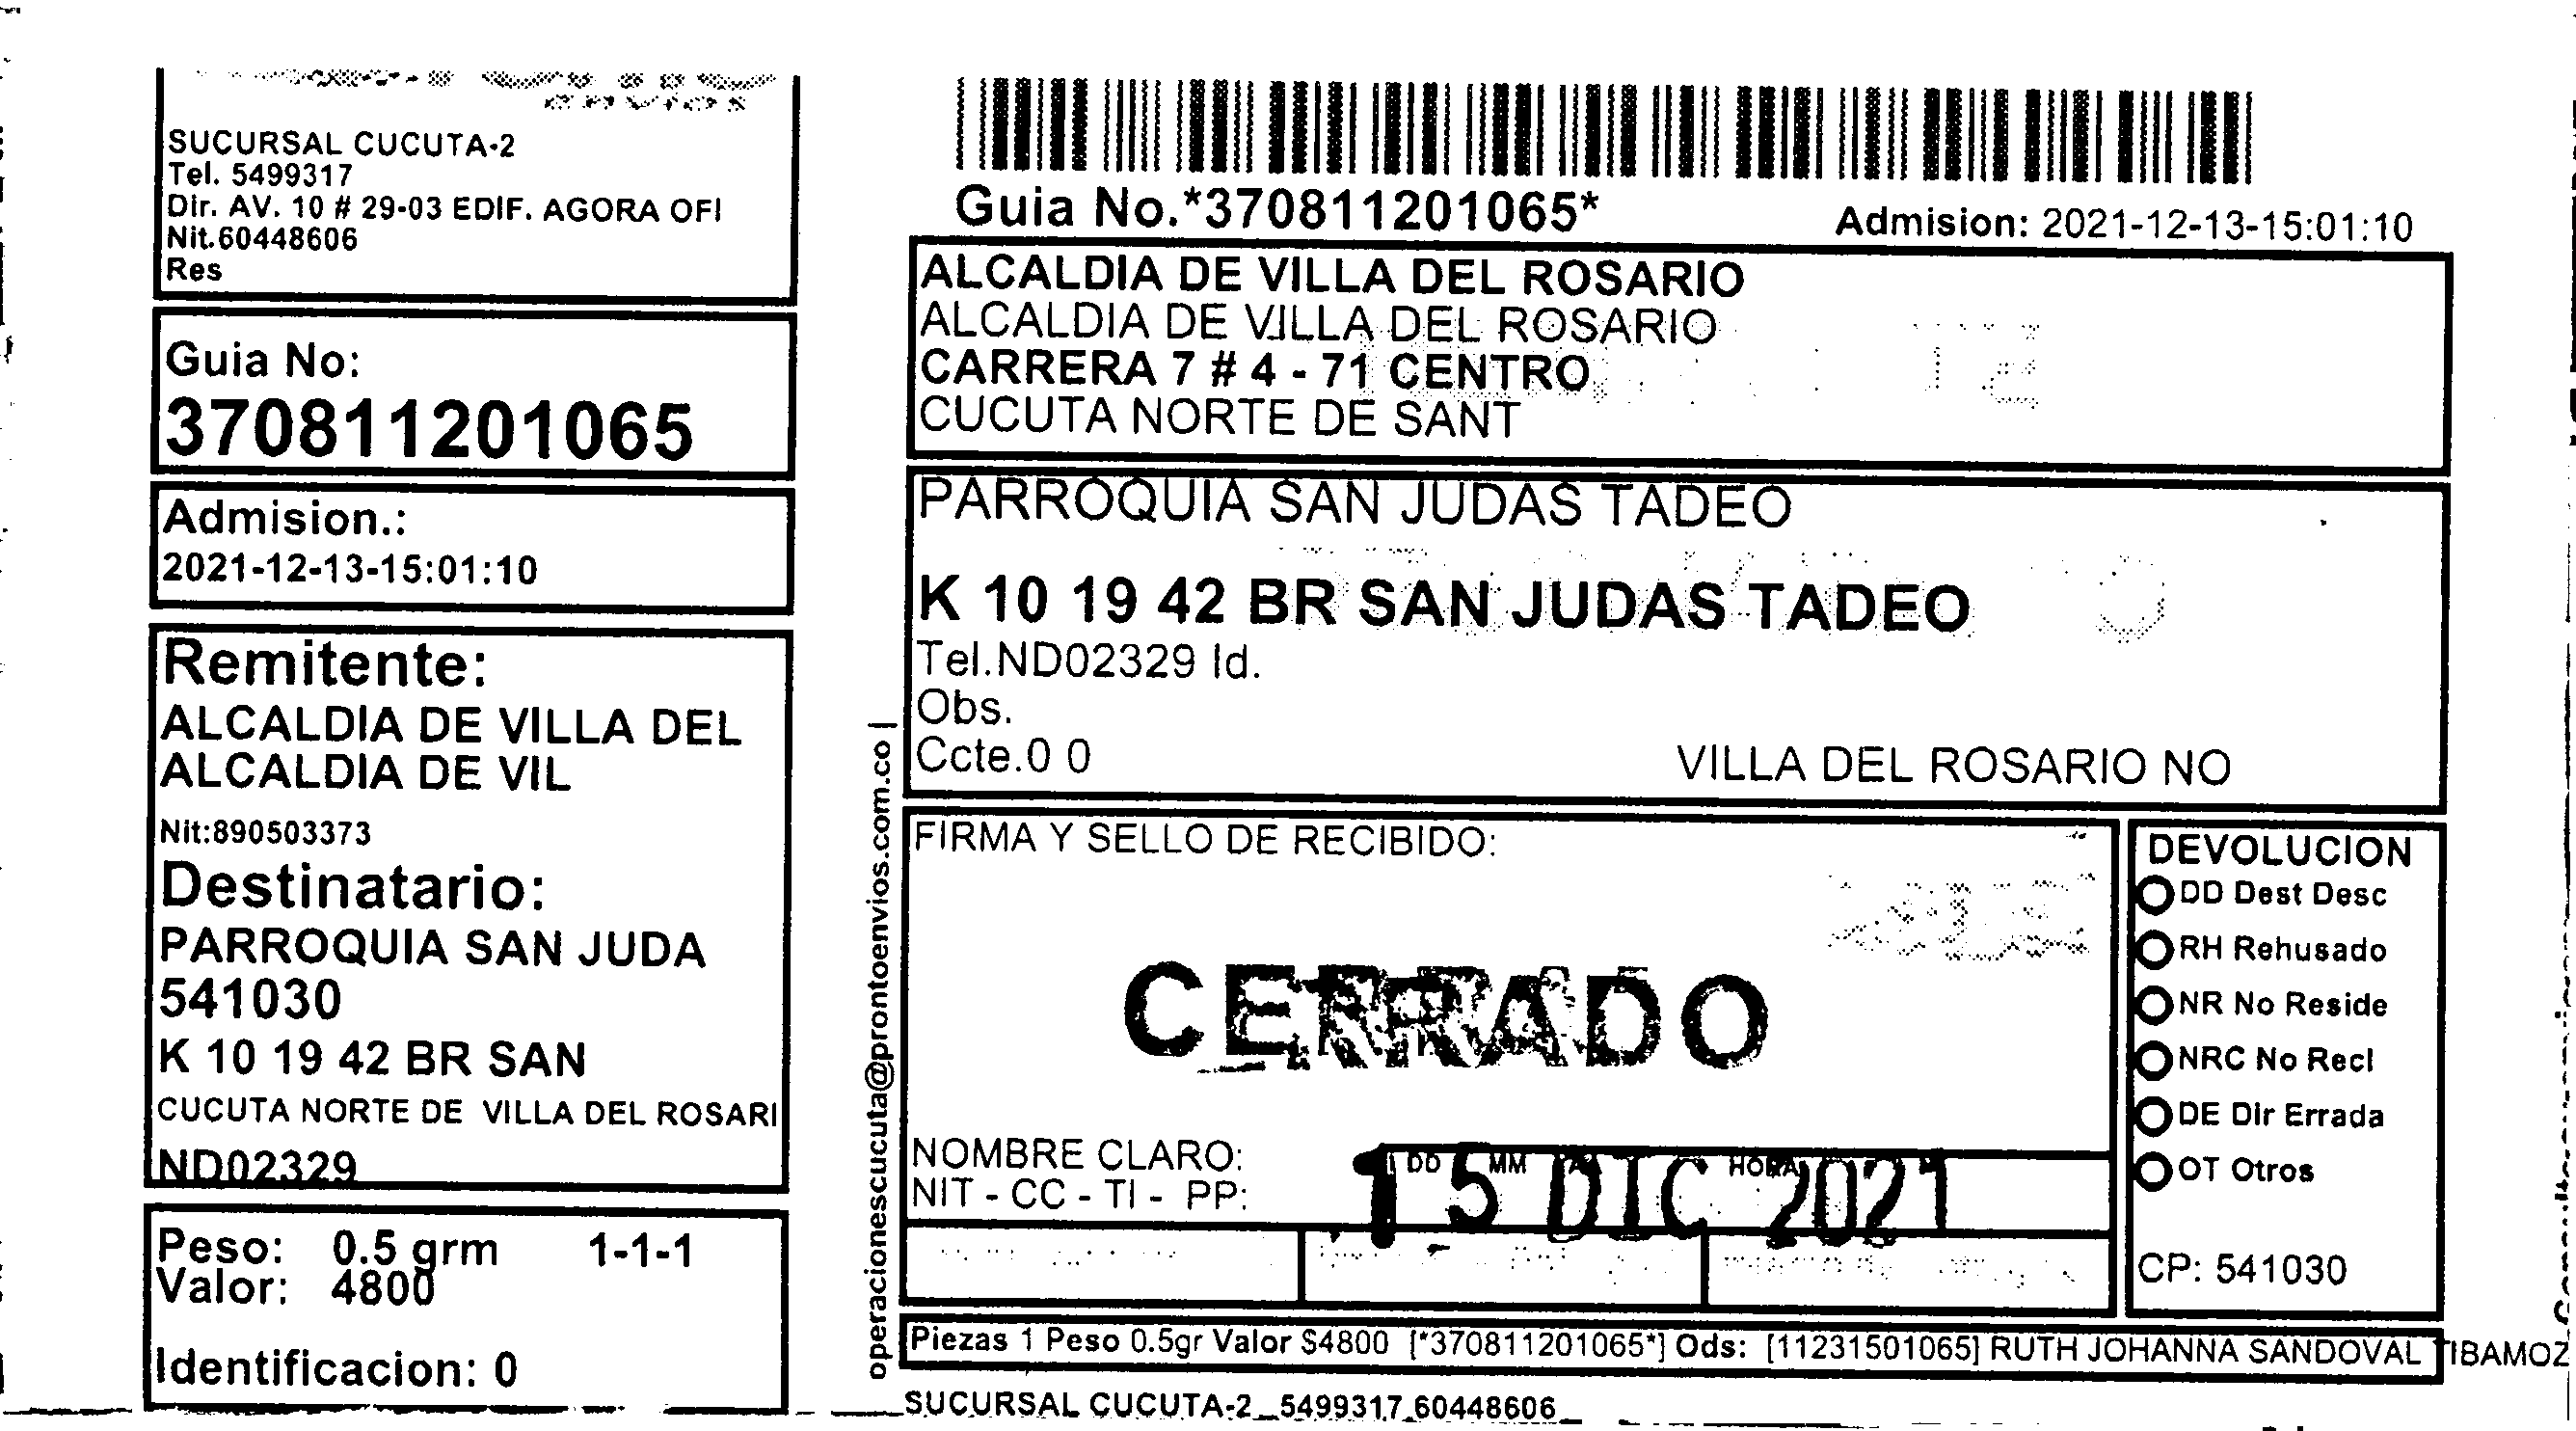 SUCURSAL CUCUTA-2
Tel. 5499317
Dir. AV. 10 # 29-03 EDIF. AGORA OFI
Nit.60448606
Res
Guia No:
370811201065
Admision.:
2021-12-13-15:01:10
Remitente:
ALCALDIA DE VILLA DEL
ALCALDIA DE VIL
Nit:890503373
Destinatario:
PARROQUIA SAN JUDA
541030
K 10 19 42 BR SAN
CUCUTA NORTE DE VILLA DEL ROSARI
ND02329
Peso: 0.5 grm 1-1-1
Valor: 4800
Identificacion: 0
operacionescucuta@prontoenvios.com.co |
Guia No.*370811201065*
Admision: 2021-12-13-15:01:10
ALCALDIA DE VILLA DEL ROSARIO
ALCALDIA DE VILLA DEL ROSARIO
CARRERA 7 # 4 - 71 CENTRO
CUCUTA NORTE DE SANT
PARROQUIA SAN JUDAS TADEO
K 10 19 42 BR SAN JUDAS TADEO
Tel.ND02329 Id.
Obs.
Ccte.0 0
VILLA DEL ROSARIO NO
FIRMA Y SELLO DE RECIBIDO:
CERRADO
NOMBRE CLARO:
NIT - CC - TI - PP:
DD MM HORA
15 DIC 2021
DEVOLUCION
DD Dest Desc
RH Rehusado
NR No Reside
NRC No Recl
DE Dir Errada
OT Otros
CP: 541030
Piezas 1 Peso 0.5gr Valor $4800 [*370811201065*] Ods: [11231501065] RUTH JOHANNA SANDOVAL TIBAMOZ
SUCURSAL CUCUTA-2 5499317 60448606